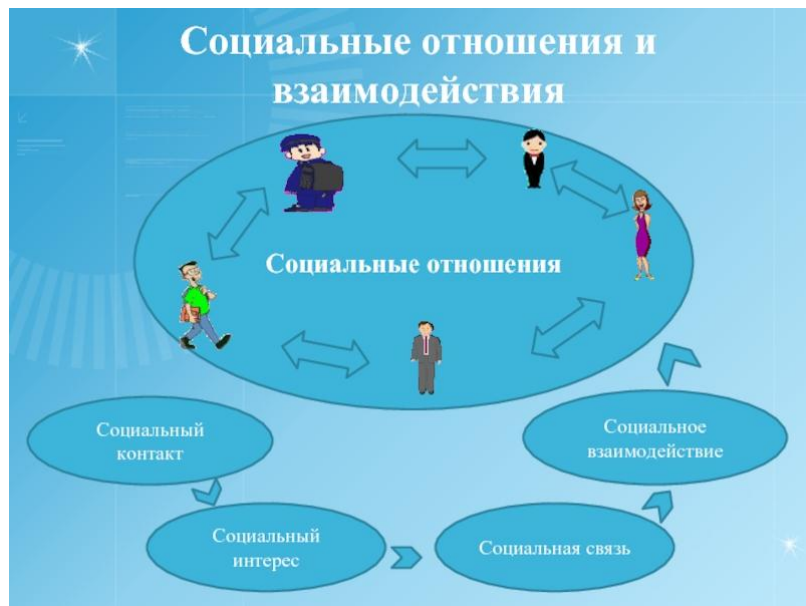 Социальные отношения и
взаимодействия
Социальные отношения
Социальный
контакт
Социальный
интерес
Социальная связь
Социальное
взаимодействие